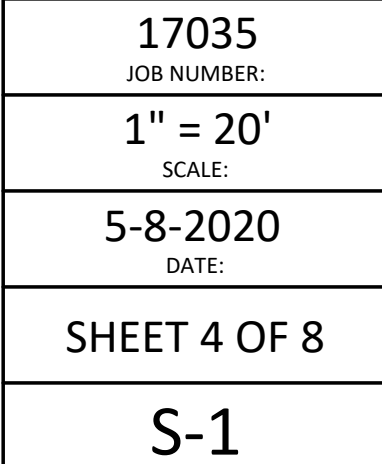 17035
JOB NUMBER:
1" = 20'
SCALE:
5-8-2020
DATE:
SHEET 4 OF 8
S-1